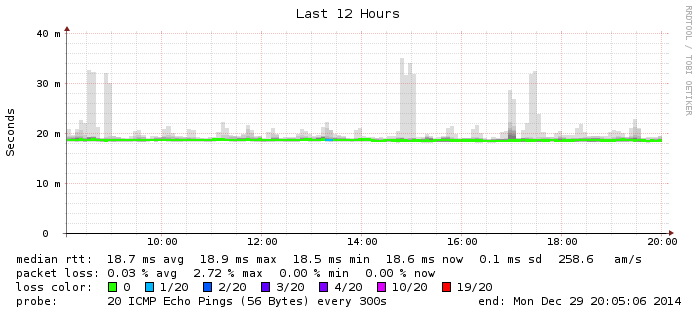 Last 12 Hours
RRDTOOL / TOBI OETIKER
Seconds
40 m
30 m
20 m
10 m
0
10:00 12:00 14:00 16:00 18:00 20:00
median rtt: 18.7 ms avg 18.9 ms max 18.5 ms min 18.6 ms now 0.1 ms sd 258.6 am/s
packet loss: 0.03 % avg 2.72 % max 0.00 % min 0.00 % now
loss color: 0 1/20 2/20 3/20 4/20 10/20 19/20
probe: 20 ICMP Echo Pings (56 Bytes) every 300s end: Mon Dec 29 20:05:06 2014